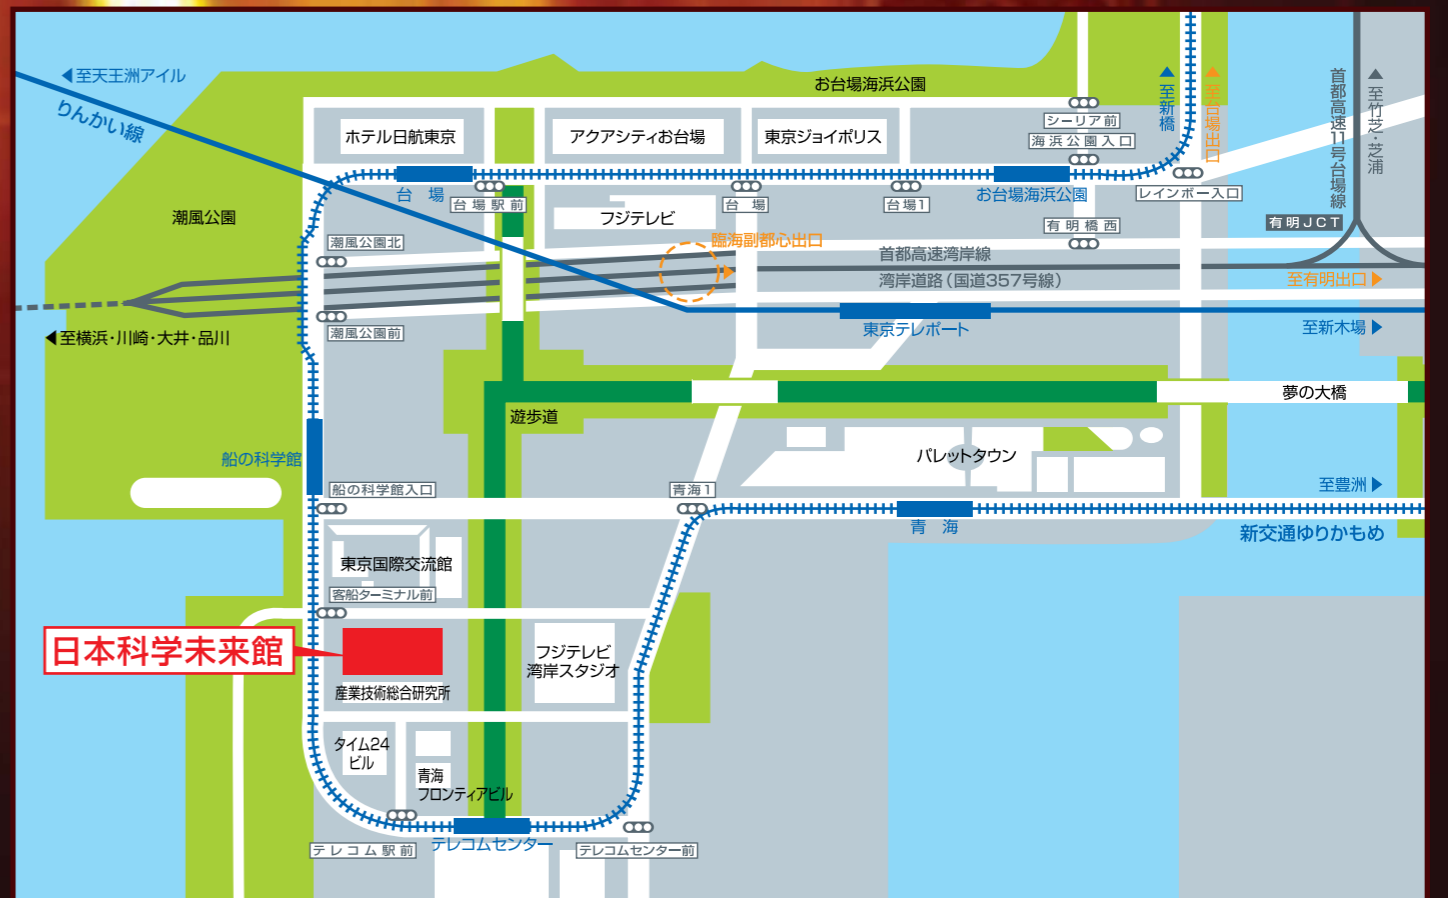 ◀至天王洲アイル
りんかい線
お台場海浜公園
▲至新橋
▲至台場出口
首都高速11号台場線
▲至竹芝・芝浦
ホテル日航東京
アクアシティお台場
東京ジョイポリス
シーリア前
海浜公園入口
台場
台場駅前
台場
台場1
お台場海浜公園
レインボー入口
潮風公園
フジテレビ
有明橋西
有明JCT
潮風公園北
臨海副都心出口
首都高速湾岸線
湾岸道路(国道357号線)
至有明出口▶
潮風公園前
東京テレポート
至新木場▶
◀至横浜・川崎・大井・品川
夢の大橋
遊歩道
船の科学館
パレットタウン
船の科学館入口
青海1
至豊洲▶
青海
新交通ゆりかもめ
東京国際交流館
客船ターミナル前
日本科学未来館
フジテレビ
湾岸スタジオ
産業技術総合研究所
タイム24
ビル
青海
フロンティアビル
テレコム駅前
テレコムセンター
テレコムセンター前